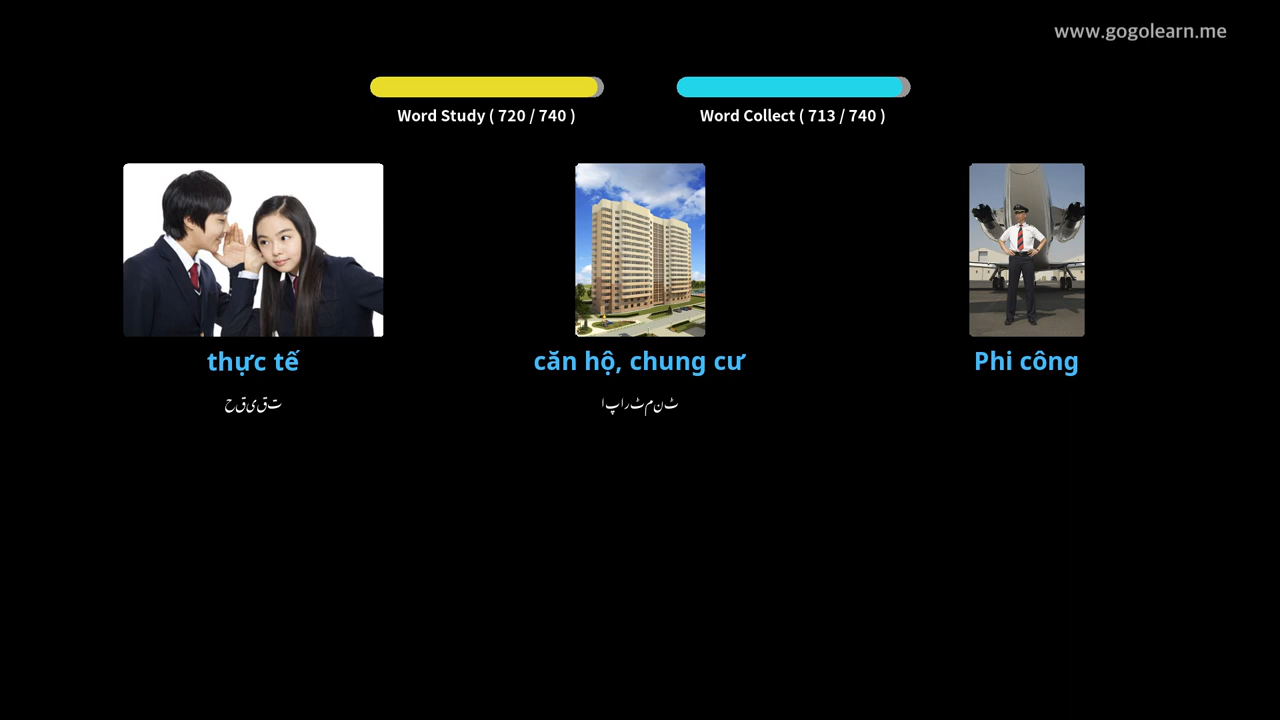 www.gogolearn.me
Word Study ( 720 / 740 )
Word Collect ( 713 / 740 )
thực tế
căn hộ, chung cư
Phi công
حقیقت
اپارٹمنٹ